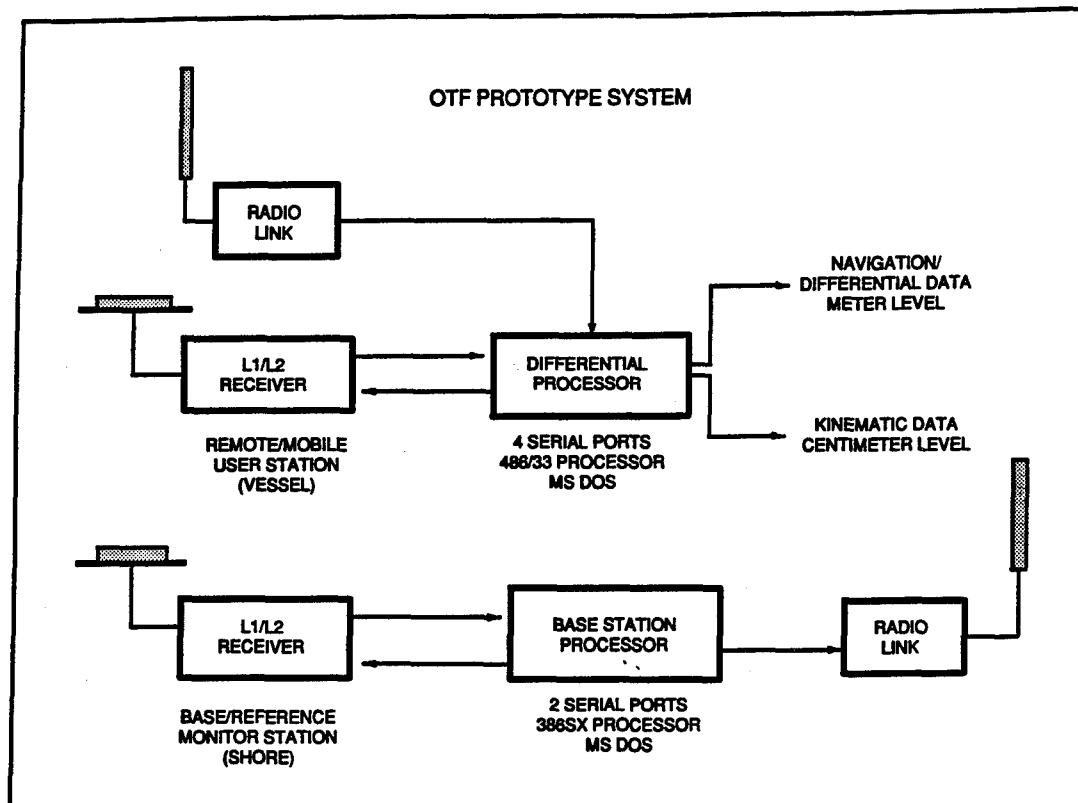 OTF PROTOTYPE SYSTEM
RADIO
LINK
NAVIGATION/
DIFFERENTIAL DATA
METER LEVEL
L1/L2
RECEIVER
DIFFERENTIAL
PROCESSOR
REMOTE/MOBILE
USER STATION
(VESSEL)
4 SERIAL PORTS
486/33 PROCESSOR
MS DOS
KINEMATIC DATA
CENTIMETER LEVEL
L1/L2
RECEIVER
BASE STATION
PROCESSOR
RADIO
LINK
BASE/REFERENCE
MONITOR STATION
(SHORE)
2 SERIAL PORTS
386SX PROCESSOR
MS DOS